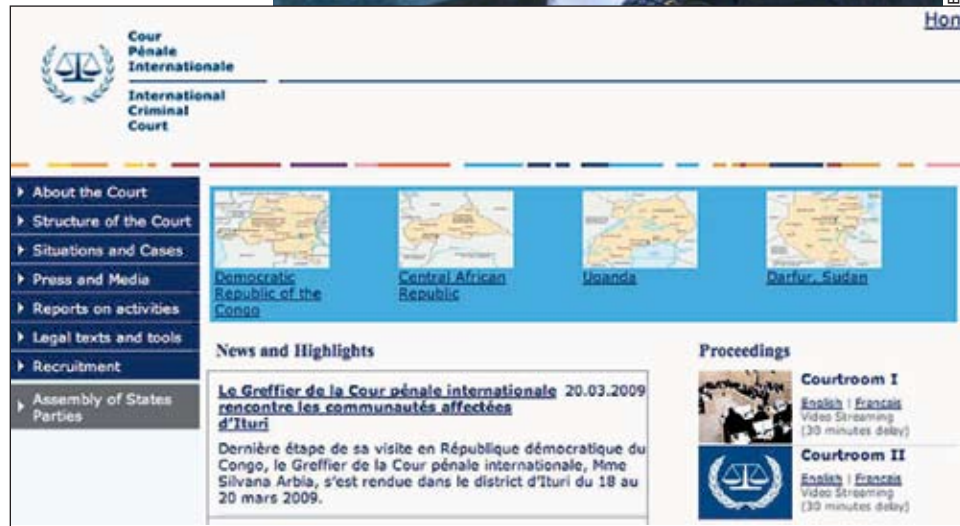 Cour
Pénale
Internationale
International
Criminal
Court
About the Court
Structure of the Court
Situations and Cases
Press and Media
Reports on activities
Legal texts and tools
Recruitment
Assembly of States
Parties
Democratic
Republic of the
Congo
Central African
Republic
Uganda
Darfur, Sudan
News and Highlights
Le Greffier de la Cour pénale internationale 20.03.2009
rencontre les communautés affectées
d'Ituri
Dernière étape de sa visite en République démocratique du
Congo, le Greffier de la Cour pénale internationale, Mme
Silvana Arbia, s'est rendue dans le district d'Ituri du 18 au
20 mars 2009.
Proceedings
Courtroom I
English | Francais
Video Streaming
(30 minutes delay)
Courtroom II
English | Francais
Video Streaming
(30 minutes delay)